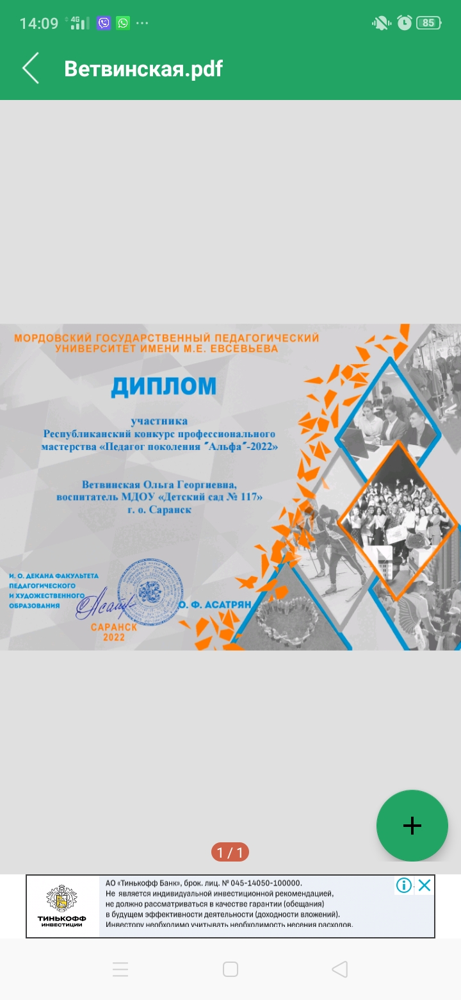 14:09 4G 85
Ветвинская.pdf
МОРДОВСКИЙ ГОСУДАРСТВЕННЫЙ ПЕДАГОГИЧЕСКИЙ
УНИВЕРСИТЕТ ИМЕНИ М.Е. ЕВСЕВЬЕВА
ДИПЛОМ
участника
Республиканский конкурс профессионального
мастерства «Педагог поколения ˝Альфа˝-2022»
Ветвинская Ольга Георгиевна,
воспитатель МДОУ «Детский сад № 117»
г. о. Саранск
И. О. ДЕКАНА ФАКУЛЬТЕТА
ПЕДАГОГИЧЕСКОГО
И ХУДОЖЕСТВЕННОГО
ОБРАЗОВАНИЯ
О. Ф. АСАТРЯН
САРАНСК
2022
1 / 1
ТИНЬКОФФ
ИНВЕСТИЦИИ
АО «Тинькофф Банк», брок. лиц. № 045-14050-100000.
Не является индивидуальной инвестиционной рекомендацией,
не должно рассматриваться в качестве гарантии (обещания)
в будущем эффективности деятельности (доходности вложений).
Инвестору необходимо учитывать необходимость несения расходов.